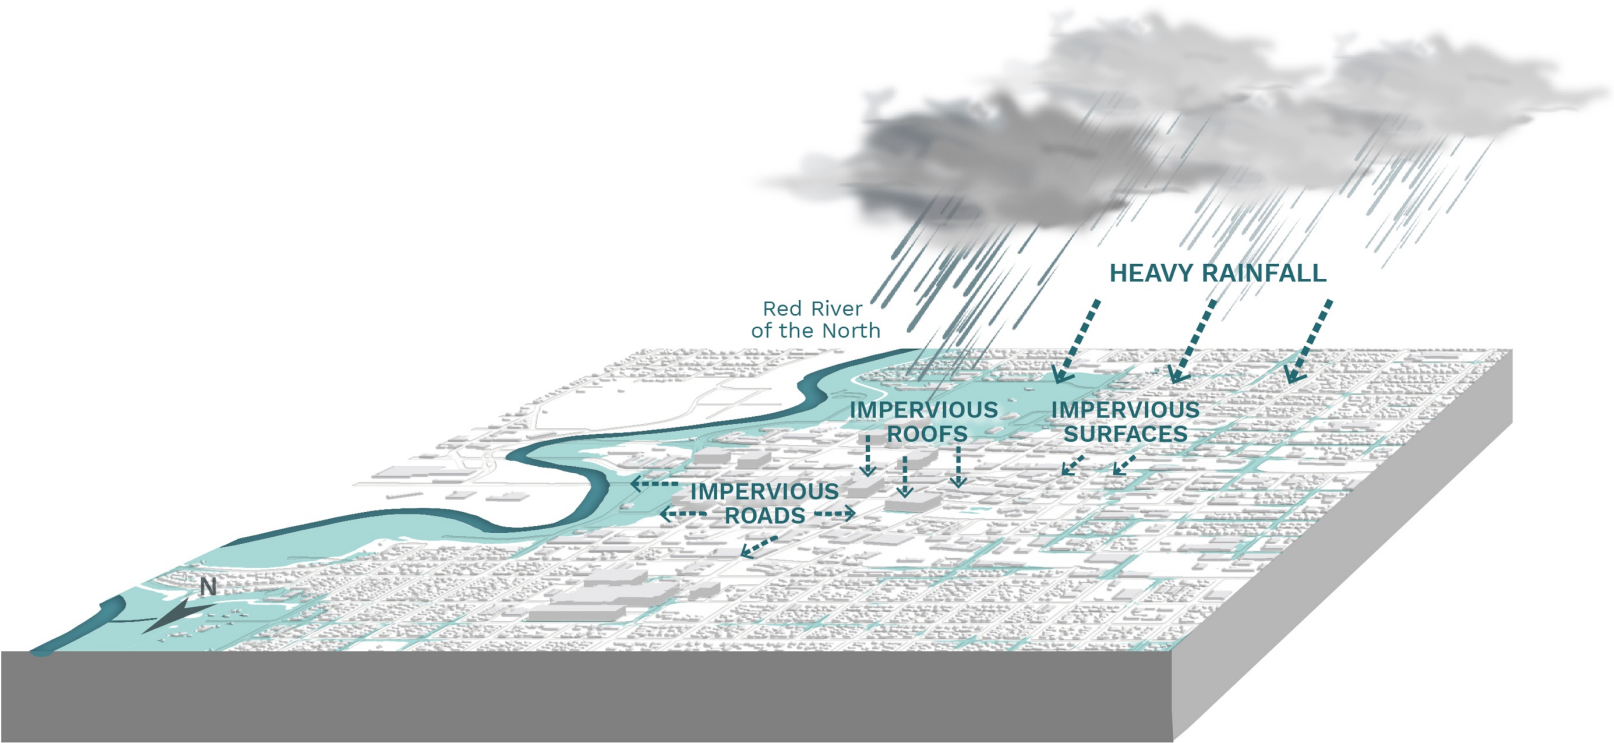 HEAVY RAINFALL
Red River
of the North
IMPERVIOUS
ROOFS
IMPERVIOUS
SURFACES
IMPERVIOUS
ROADS
N